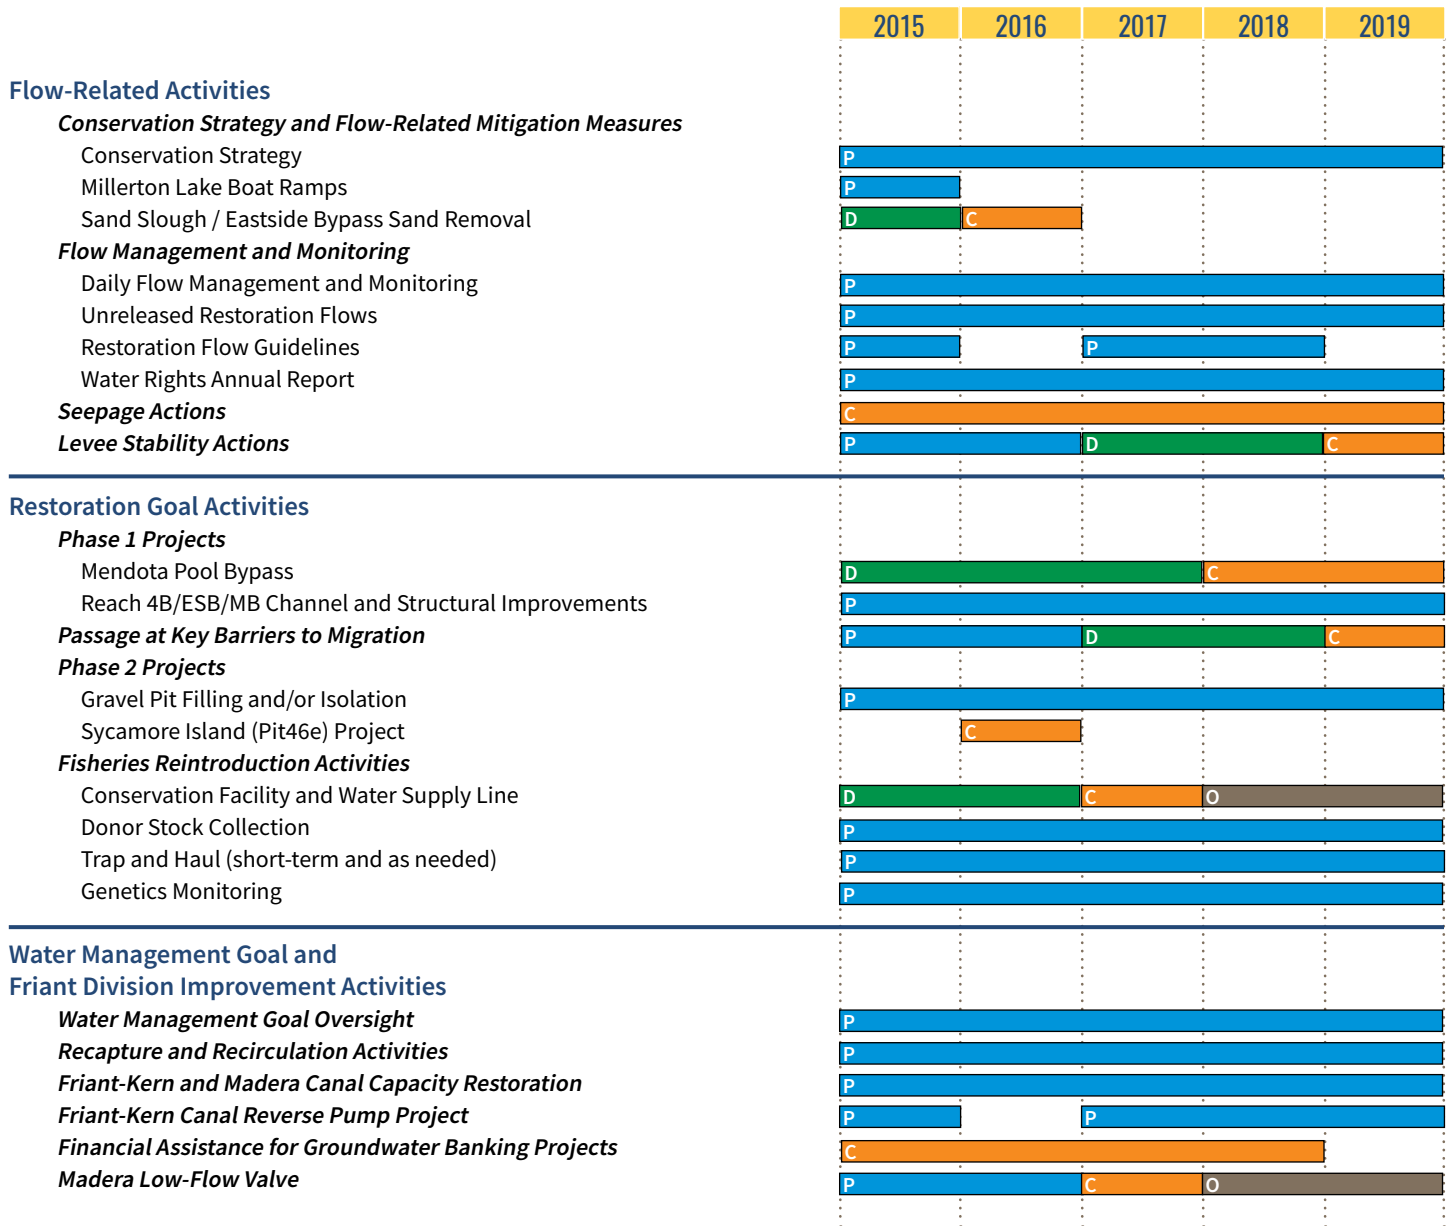 2015 2016 2017 2018 2019
Flow-Related Activities
Conservation Strategy and Flow-Related Mitigation Measures
Conservation Strategy P
Millerton Lake Boat Ramps P
Sand Slough / Eastside Bypass Sand Removal D C
Flow Management and Monitoring
Daily Flow Management and Monitoring P
Unreleased Restoration Flows P
Restoration Flow Guidelines P P
Water Rights Annual Report P
Seepage Actions C
Levee Stability Actions P D C
Restoration Goal Activities
Phase 1 Projects
Mendota Pool Bypass D C
Reach 4B/ESB/MB Channel and Structural Improvements P
Passage at Key Barriers to Migration P D C
Phase 2 Projects
Gravel Pit Filling and/or Isolation P
Sycamore Island (Pit46e) Project C
Fisheries Reintroduction Activities
Conservation Facility and Water Supply Line D C O
Donor Stock Collection P
Trap and Haul (short-term and as needed) P
Genetics Monitoring P
Water Management Goal and
Friant Division Improvement Activities
Water Management Goal Oversight P
Recapture and Recirculation Activities P
Friant-Kern and Madera Canal Capacity Restoration P
Friant-Kern Canal Reverse Pump Project P P
Financial Assistance for Groundwater Banking Projects C
Madera Low-Flow Valve P C O